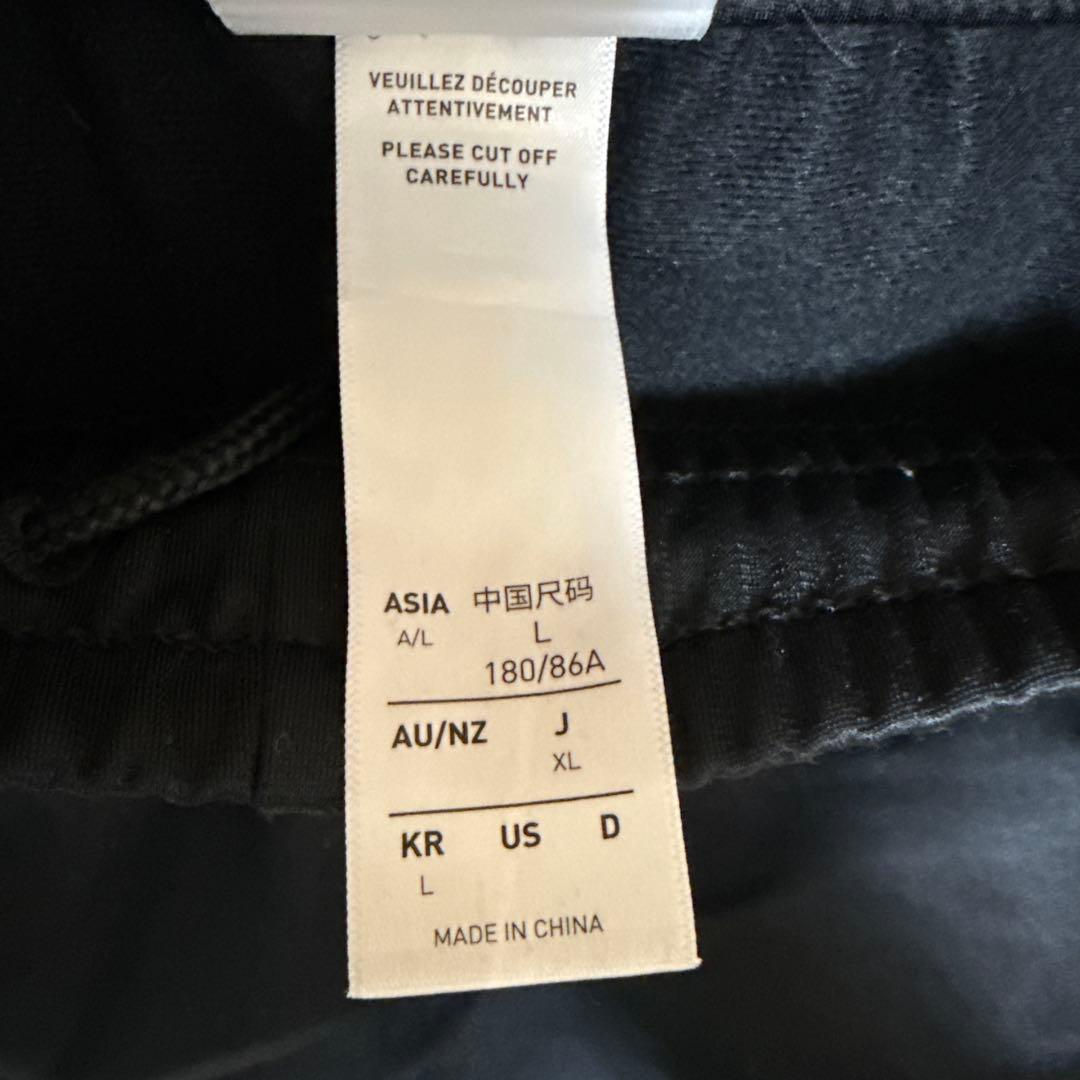 VEUILLEZ DÉCOUPER
ATTENTIVEMENT
PLEASE CUT OFF
CAREFULLY
ASIA 中国尺码
A/L L
180/86A
AU/NZ J
XL
KR US D
L
MADE IN CHINA